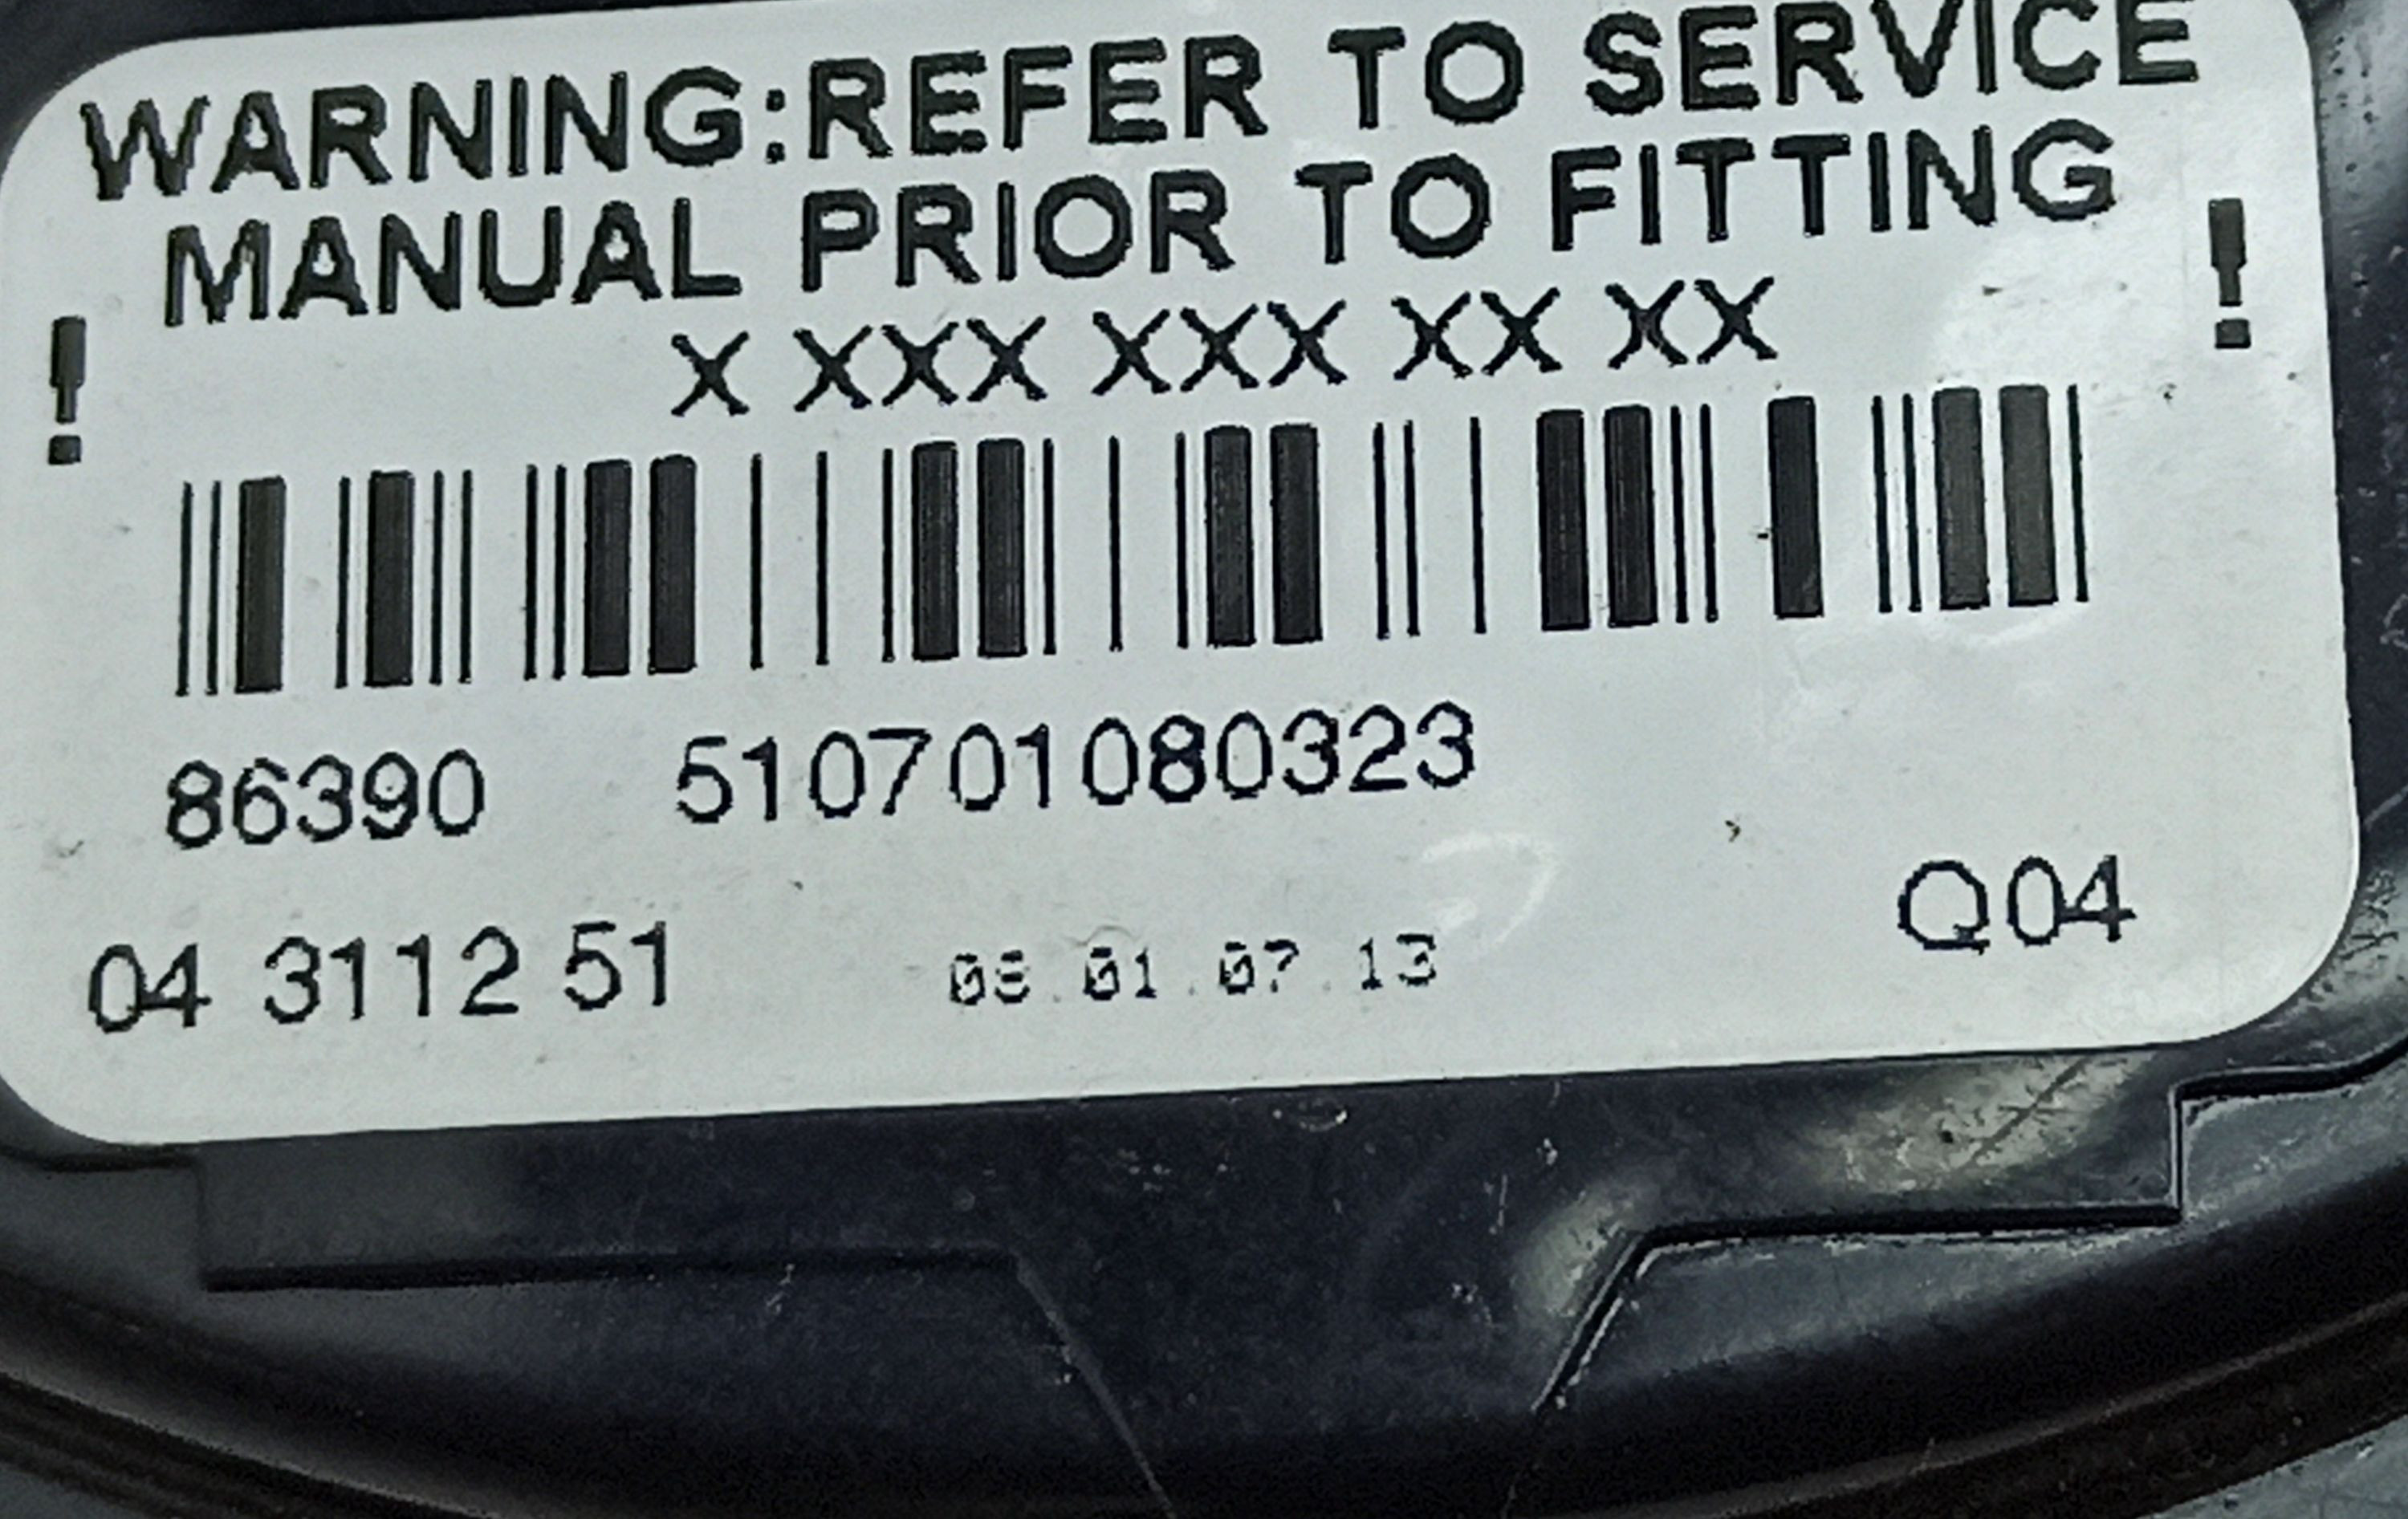 WARNING:REFER TO SERVICE
MANUAL PRIOR TO FITTING
! X XXX XXX XX XX !
86390 510701080323
04 3112 51 08.01.07.13 Q04